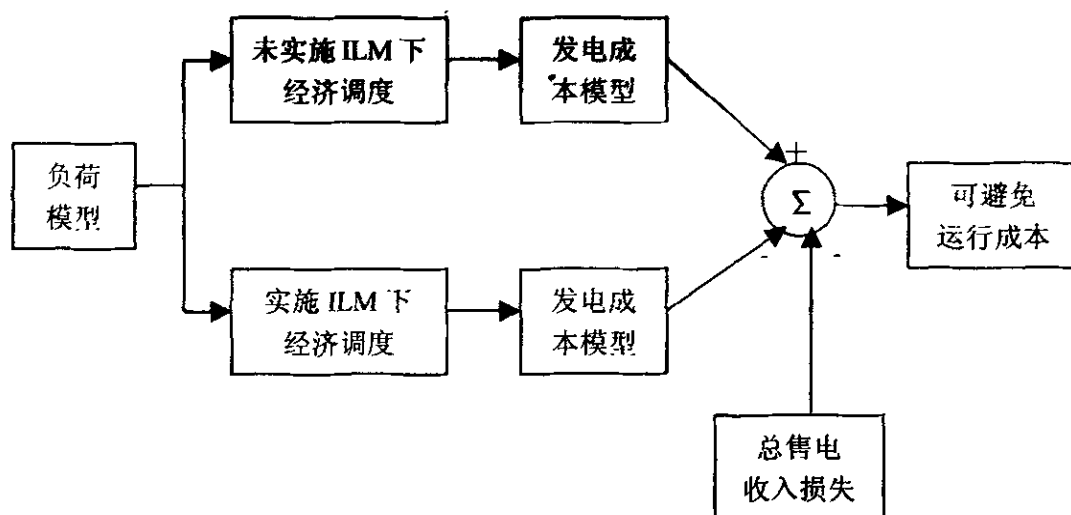 未实施 ILM 下
经济调度
发电成
本模型
负荷
模型
+
Σ
可避免
运行成本
-
-
实施 ILM 下
经济调度
发电成
本模型
总售电
收入损失